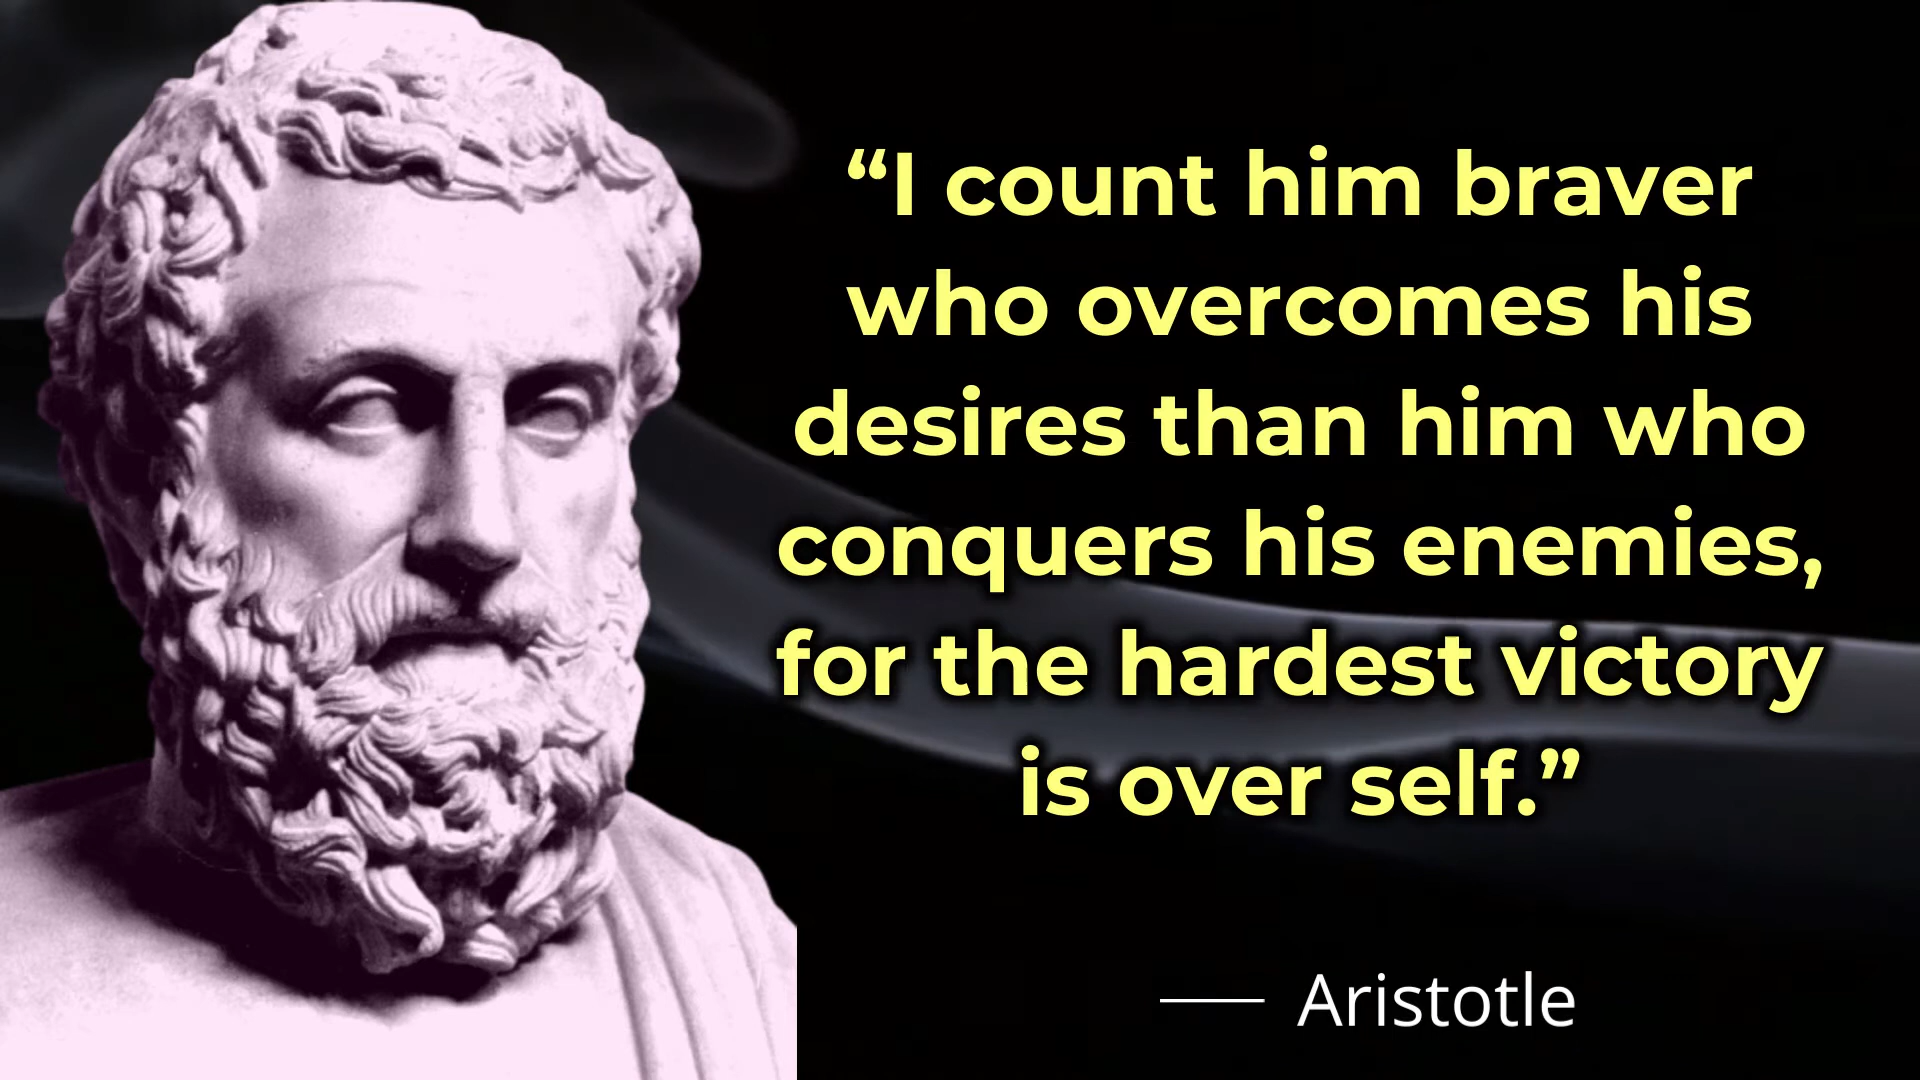 “I count him braver
who overcomes his
desires than him who
conquers his enemies,
for the hardest victory
is over self.”
— Aristotle